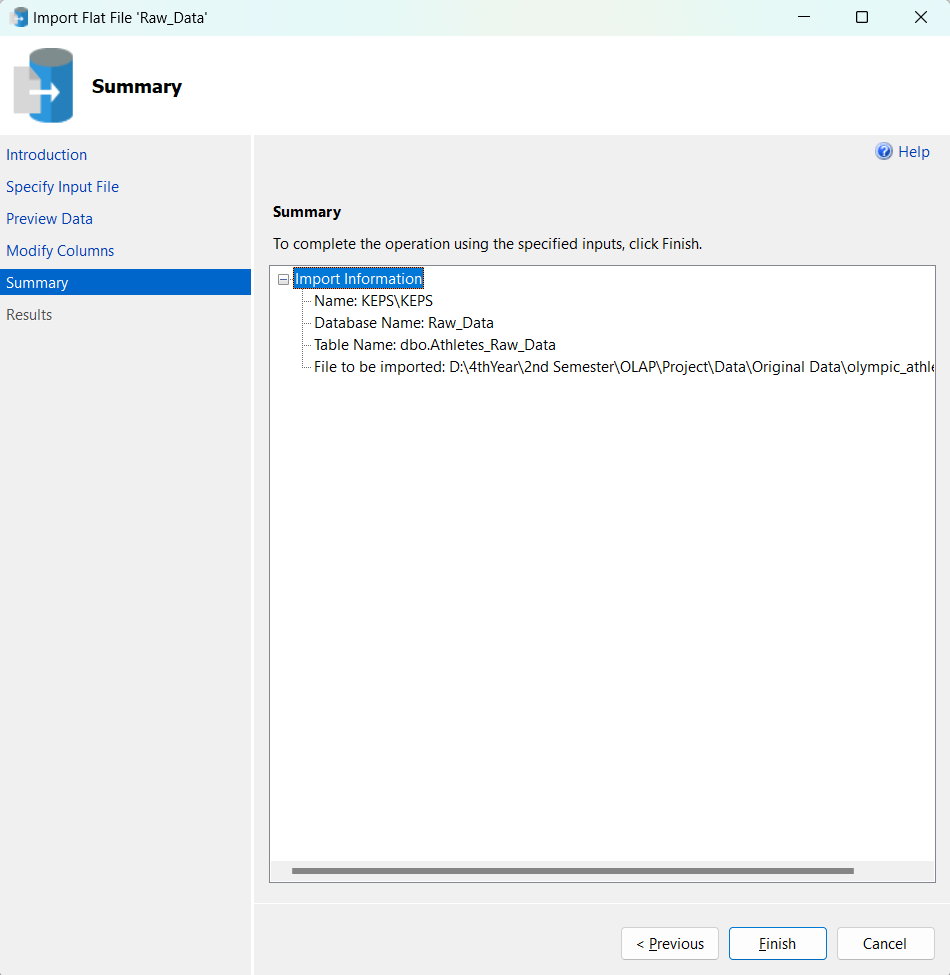 Import Flat File 'Raw_Data'
Summary
Introduction
Specify Input File
Preview Data
Modify Columns
Summary
Results
Help
Summary
To complete the operation using the specified inputs, click Finish.
Import Information
Name: KEPS\KEPS
Database Name: Raw_Data
Table Name: dbo.Athletes_Raw_Data
File to be imported: D:\4thYear\2nd Semester\OLAP\Project\Data\Original Data\olympic_athle
< Previous
Finish
Cancel